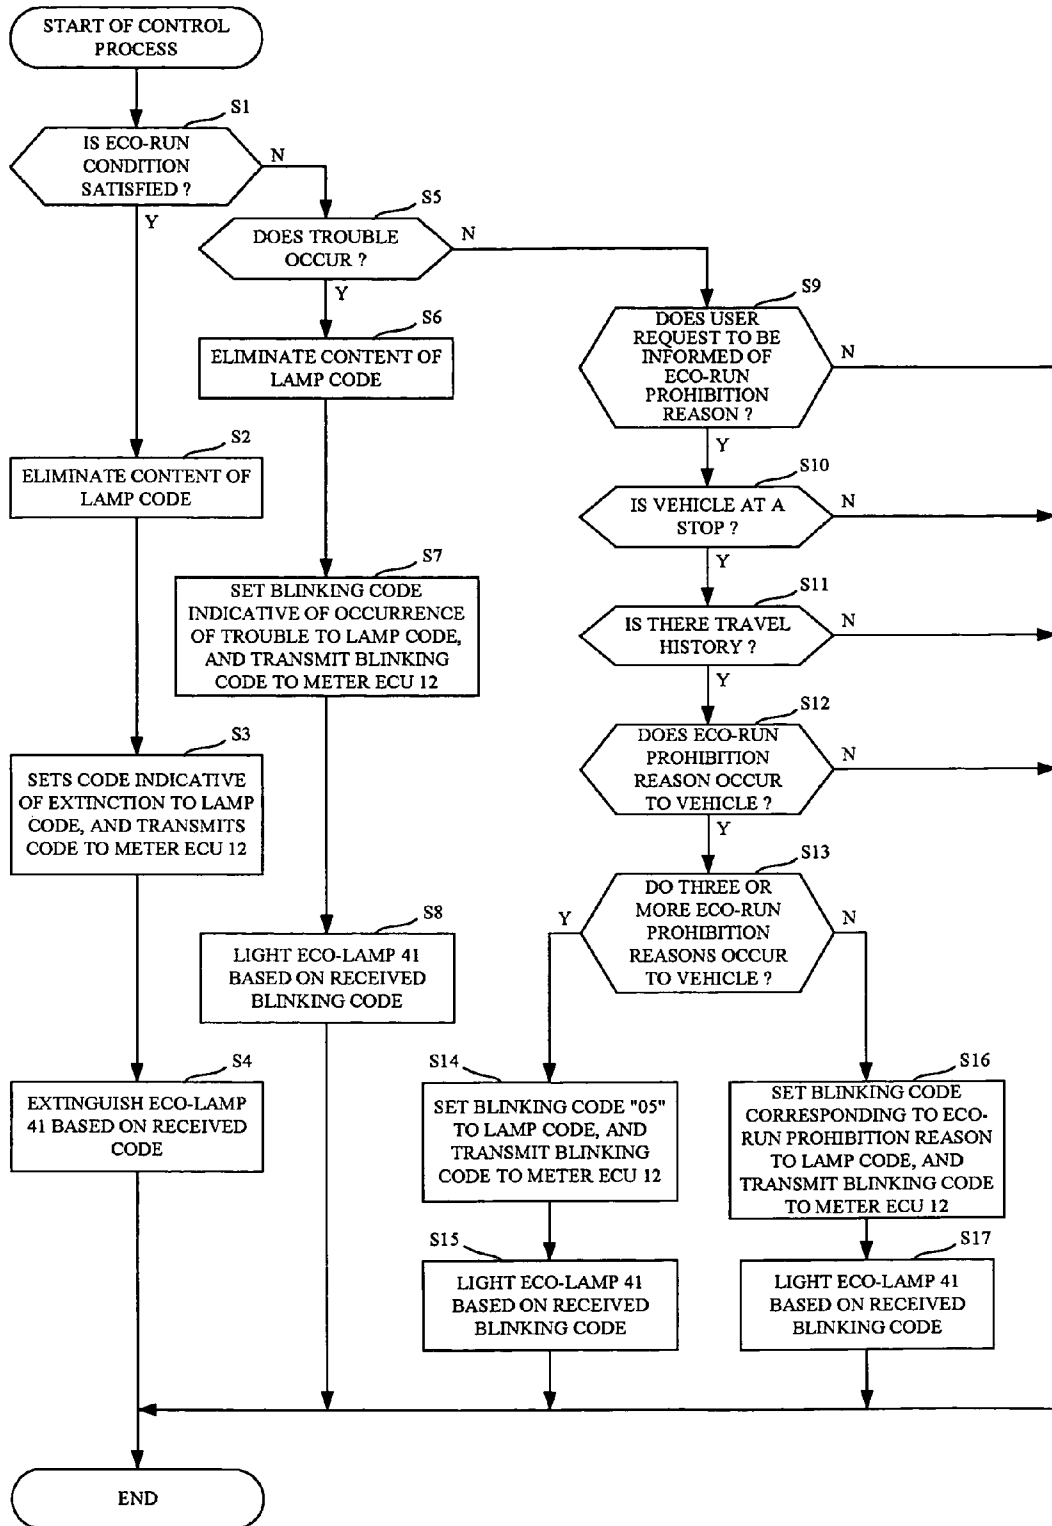 START OF CONTROL
PROCESS
S1
IS ECO-RUN
CONDITION
SATISFIED ?
N
Y
S5
DOES TROUBLE
OCCUR ?
N
Y
S9
DOES USER
REQUEST TO BE
INFORMED OF
ECO-RUN
PROHIBITION
REASON ?
N
Y
S6
ELIMINATE CONTENT OF
LAMP CODE
S2
ELIMINATE CONTENT OF
LAMP CODE
S10
IS VEHICLE AT A
STOP ?
N
Y
S7
SET BLINKING CODE
INDICATIVE OF OCCURRENCE
OF TROUBLE TO LAMP CODE,
AND TRANSMIT BLINKING
CODE TO METER ECU 12
S11
IS THERE TRAVEL
HISTORY ?
N
Y
S12
DOES ECO-RUN
PROHIBITION
REASON OCCUR
TO VEHICLE ?
N
Y
S3
SETS CODE INDICATIVE
OF EXTINCTION TO LAMP
CODE, AND TRANSMITS
CODE TO METER ECU 12
S13
DO THREE OR
MORE ECO-RUN
PROHIBITION
REASONS OCCUR
TO VEHICLE ?
Y
N
S8
LIGHT ECO-LAMP 41
BASED ON RECEIVED
BLINKING CODE
S4
EXTINGUISH ECO-LAMP
41 BASED ON RECEIVED
CODE
S14
SET BLINKING CODE "05"
TO LAMP CODE, AND
TRANSMIT BLINKING
CODE TO METER ECU 12
S16
SET BLINKING CODE
CORRESPONDING TO ECO-
RUN PROHIBITION REASON
TO LAMP CODE, AND
TRANSMIT BLINKING CODE
TO METER ECU 12
S15
LIGHT ECO-LAMP 41
BASED ON RECEIVED
BLINKING CODE
S17
LIGHT ECO-LAMP 41
BASED ON RECEIVED
BLINKING CODE
END